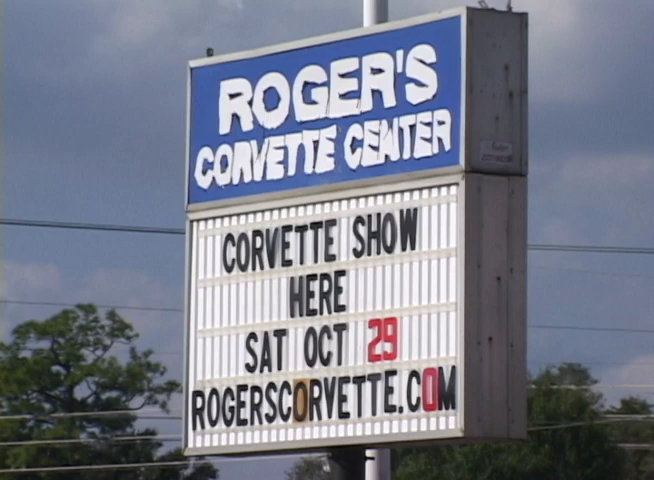 ROGER'S
CORVETTE CENTER
CORVETTE SHOW
HERE
SAT OCT 29
ROGERSCORVETTE.COM